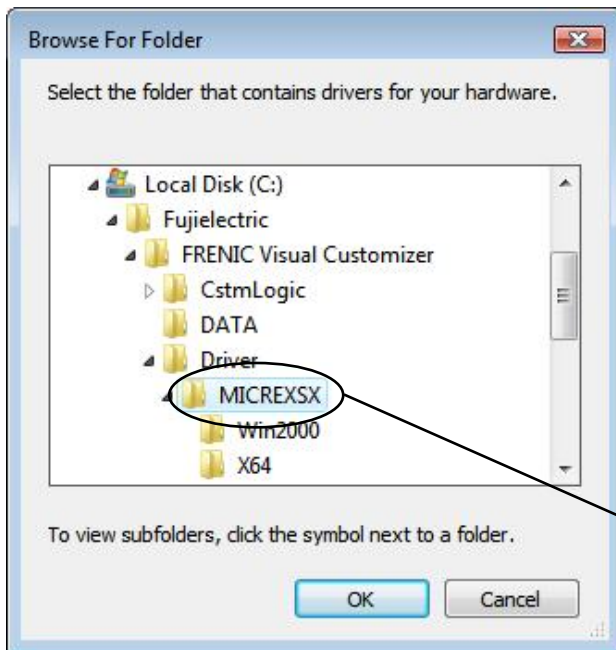 Browse For Folder
Select the folder that contains drivers for your hardware.
Local Disk (C:)
Fujielectric
FRENIC Visual Customizer
CstmLogic
DATA
Driver
MICREXSX
Win2000
X64
To view subfolders, click the symbol next to a folder.
OK Cancel